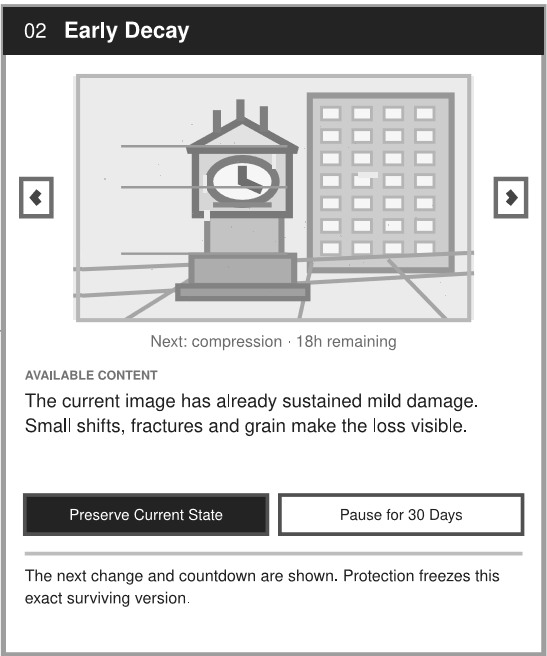 02 Early Decay
Next: compression · 18h remaining
AVAILABLE CONTENT
The current image has already sustained mild damage.
Small shifts, fractures and grain make the loss visible.
Preserve Current State
Pause for 30 Days
The next change and countdown are shown. Protection freezes this
exact surviving version.